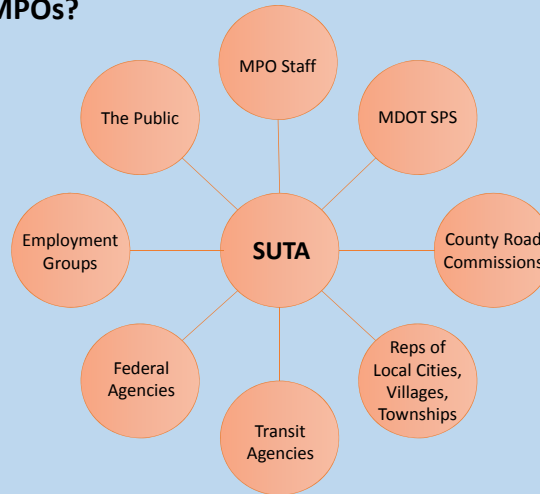 MPOs?
MPO Staff
The Public
MDOT SPS
Employment
Groups
SUTA
County Road
Commissions
Federal
Agencies
Reps of
Local Cities,
Villages,
Townships
Transit
Agencies